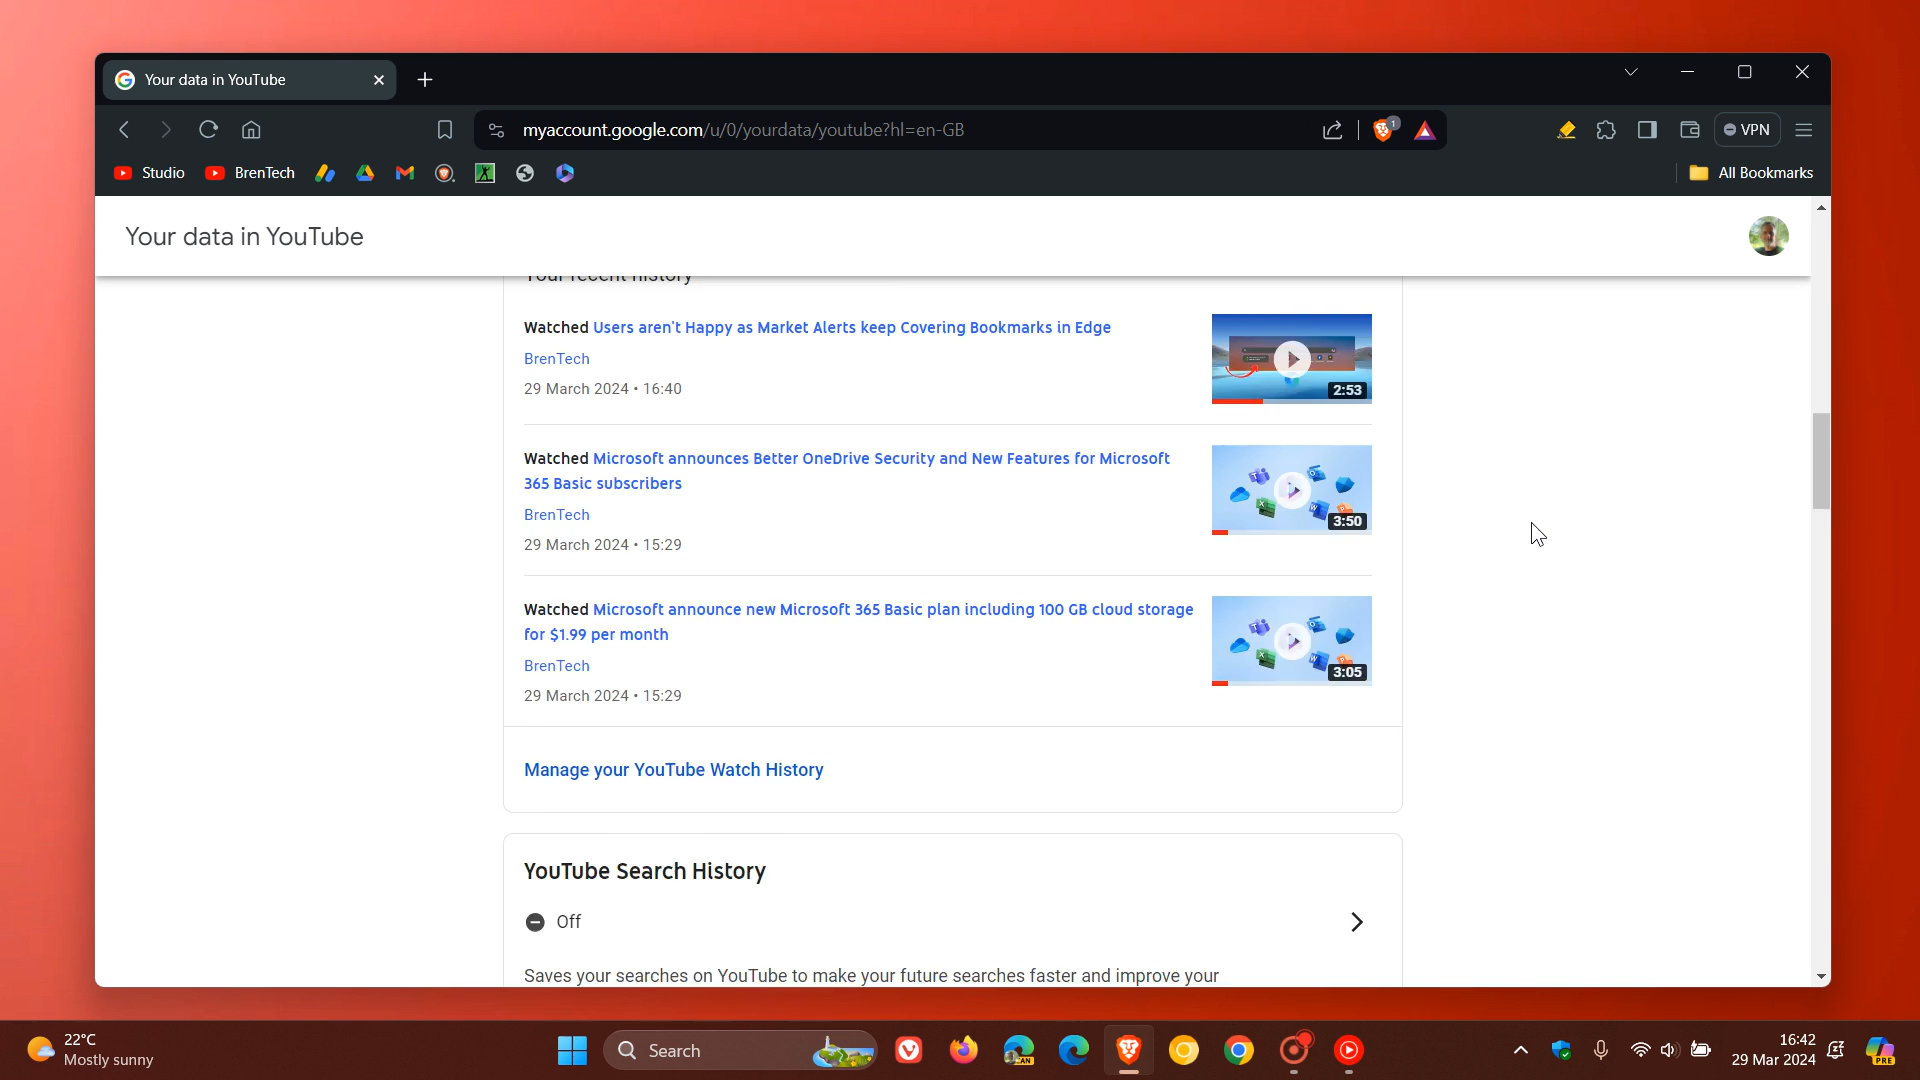 Your data in YouTube
myaccount.google.com/u/0/yourdata/youtube?hl=en-GB
1
VPN
Studio
BrenTech
All Bookmarks
Your data in YouTube
Your recent history
Watched Users aren't Happy as Market Alerts keep Covering Bookmarks in Edge
BrenTech
29 March 2024 • 16:40
2:53
Watched Microsoft announces Better OneDrive Security and New Features for Microsoft
365 Basic subscribers
BrenTech
29 March 2024 • 15:29
3:50
Watched Microsoft announce new Microsoft 365 Basic plan including 100 GB cloud storage
for $1.99 per month
BrenTech
29 March 2024 • 15:29
3:05
Manage your YouTube Watch History
YouTube Search History
Off
Saves your searches on YouTube to make your future searches faster and improve your
22°C
Mostly sunny
Search
CAN
16:42
29 Mar 2024
PRE